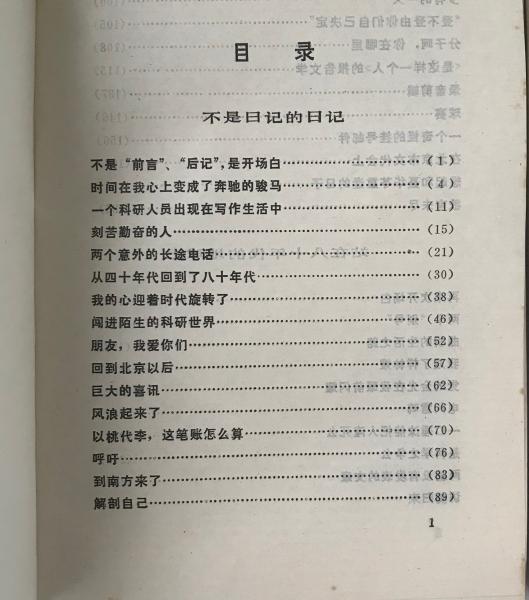 目 录
不是日记的日记
不是“前言”、“后记”，是开场白……………………（1）
时间在我心上变成了奔驰的骏马……………………（4）
一个科研人员出现在写作生活中……………………（11）
刻苦勤奋的人……………………（15）
两个意外的长途电话……………………（21）
从四十年代回到了八十年代……………………（30）
我的心迎着时代旋转了……………………（38）
闯进陌生的科研世界……………………（46）
朋友，我爱你们……………………（52）
回到北京以后……………………（57）
巨大的喜讯……………………（62）
风浪起来了……………………（66）
以桃代李，这笔账怎么算……………………（70）
呼吁……………………（76）
到南方来了……………………（83）
解剖自己……………………（89）
1